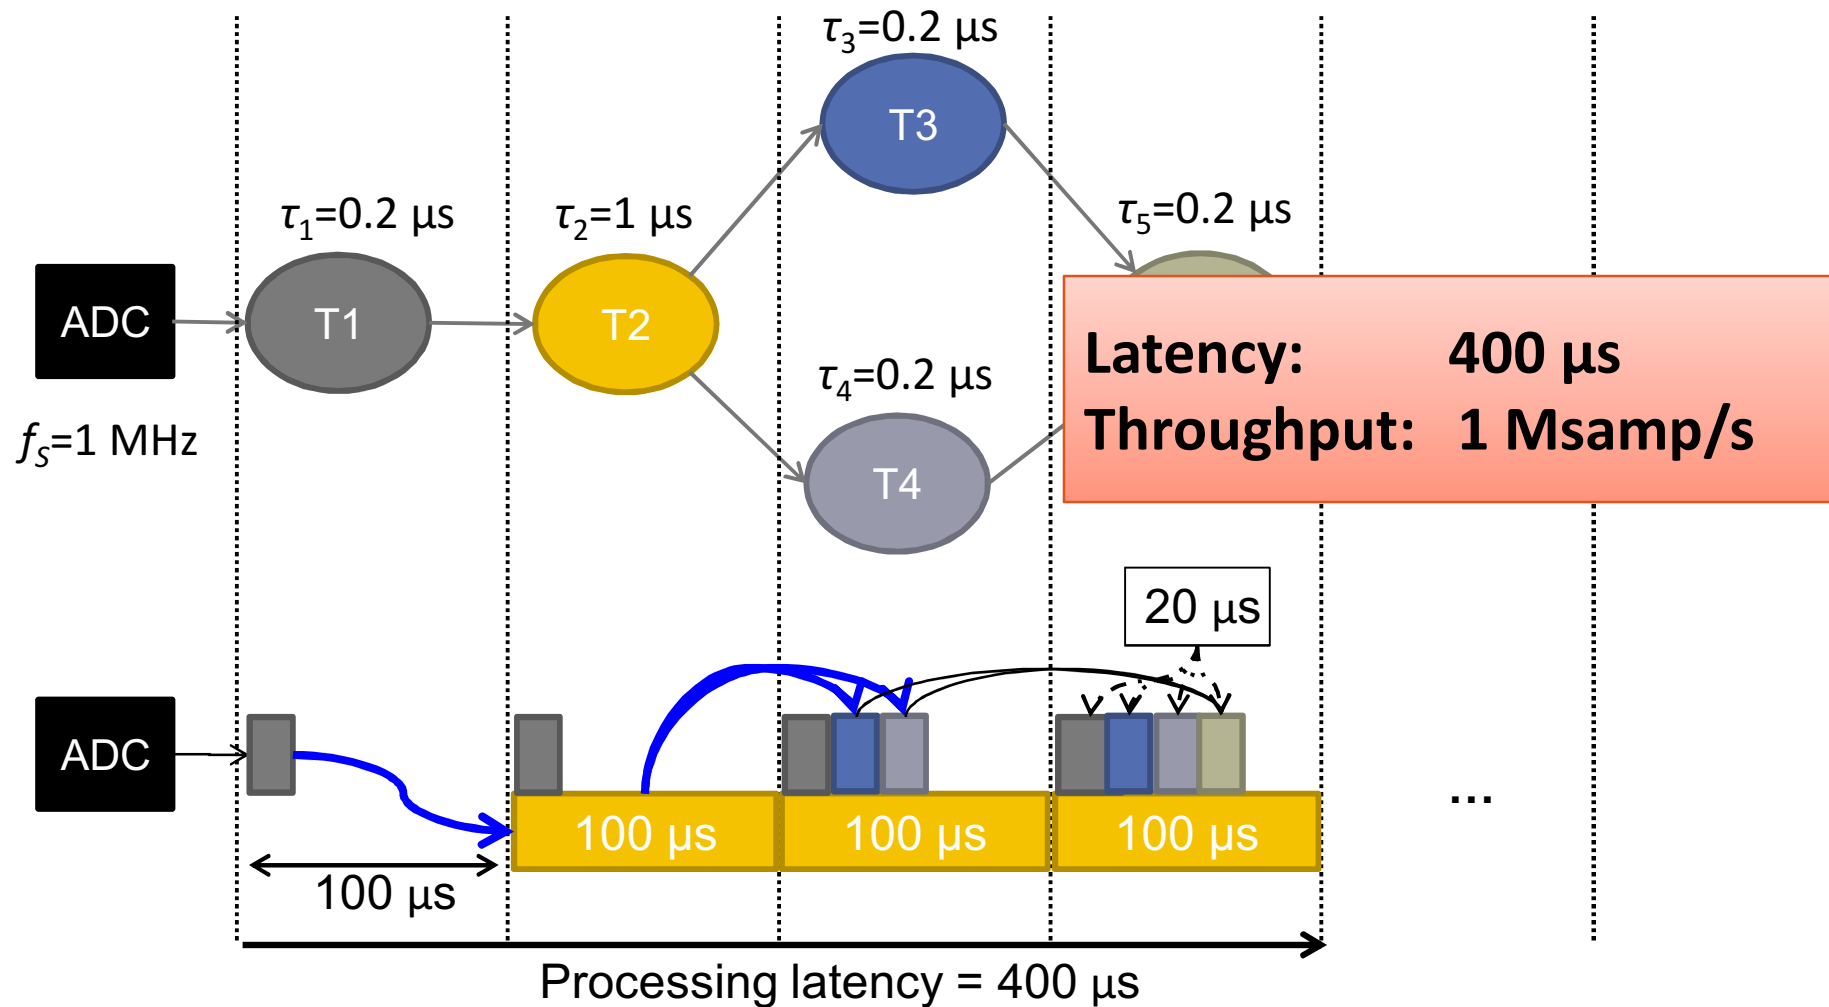 τ3=0.2 µs
τ1=0.2 µs
τ2=1 µs
τ5=0.2 µs
T3
ADC
T1
T2
τ4=0.2 µs
T4
fS=1 MHz
Latency: 400 µs
Throughput: 1 Msamp/s
20 µs
ADC
100 µs
100 µs
100 µs
...
100 µs
Processing latency = 400 µs